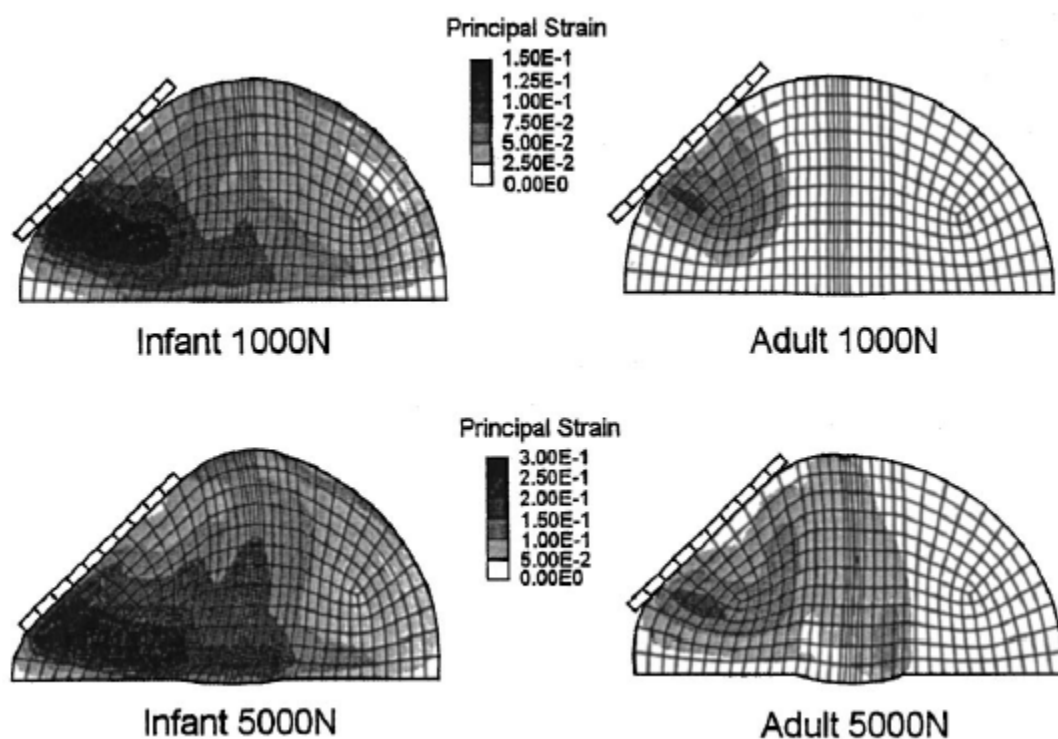 Principal Strain
1.50E-1
1.25E-1
1.00E-1
7.50E-2
5.00E-2
2.50E-2
0.00E0
Infant 1000N
Adult 1000N
Principal Strain
3.00E-1
2.50E-1
2.00E-1
1.50E-1
1.00E-1
5.00E-2
0.00E0
Infant 5000N
Adult 5000N